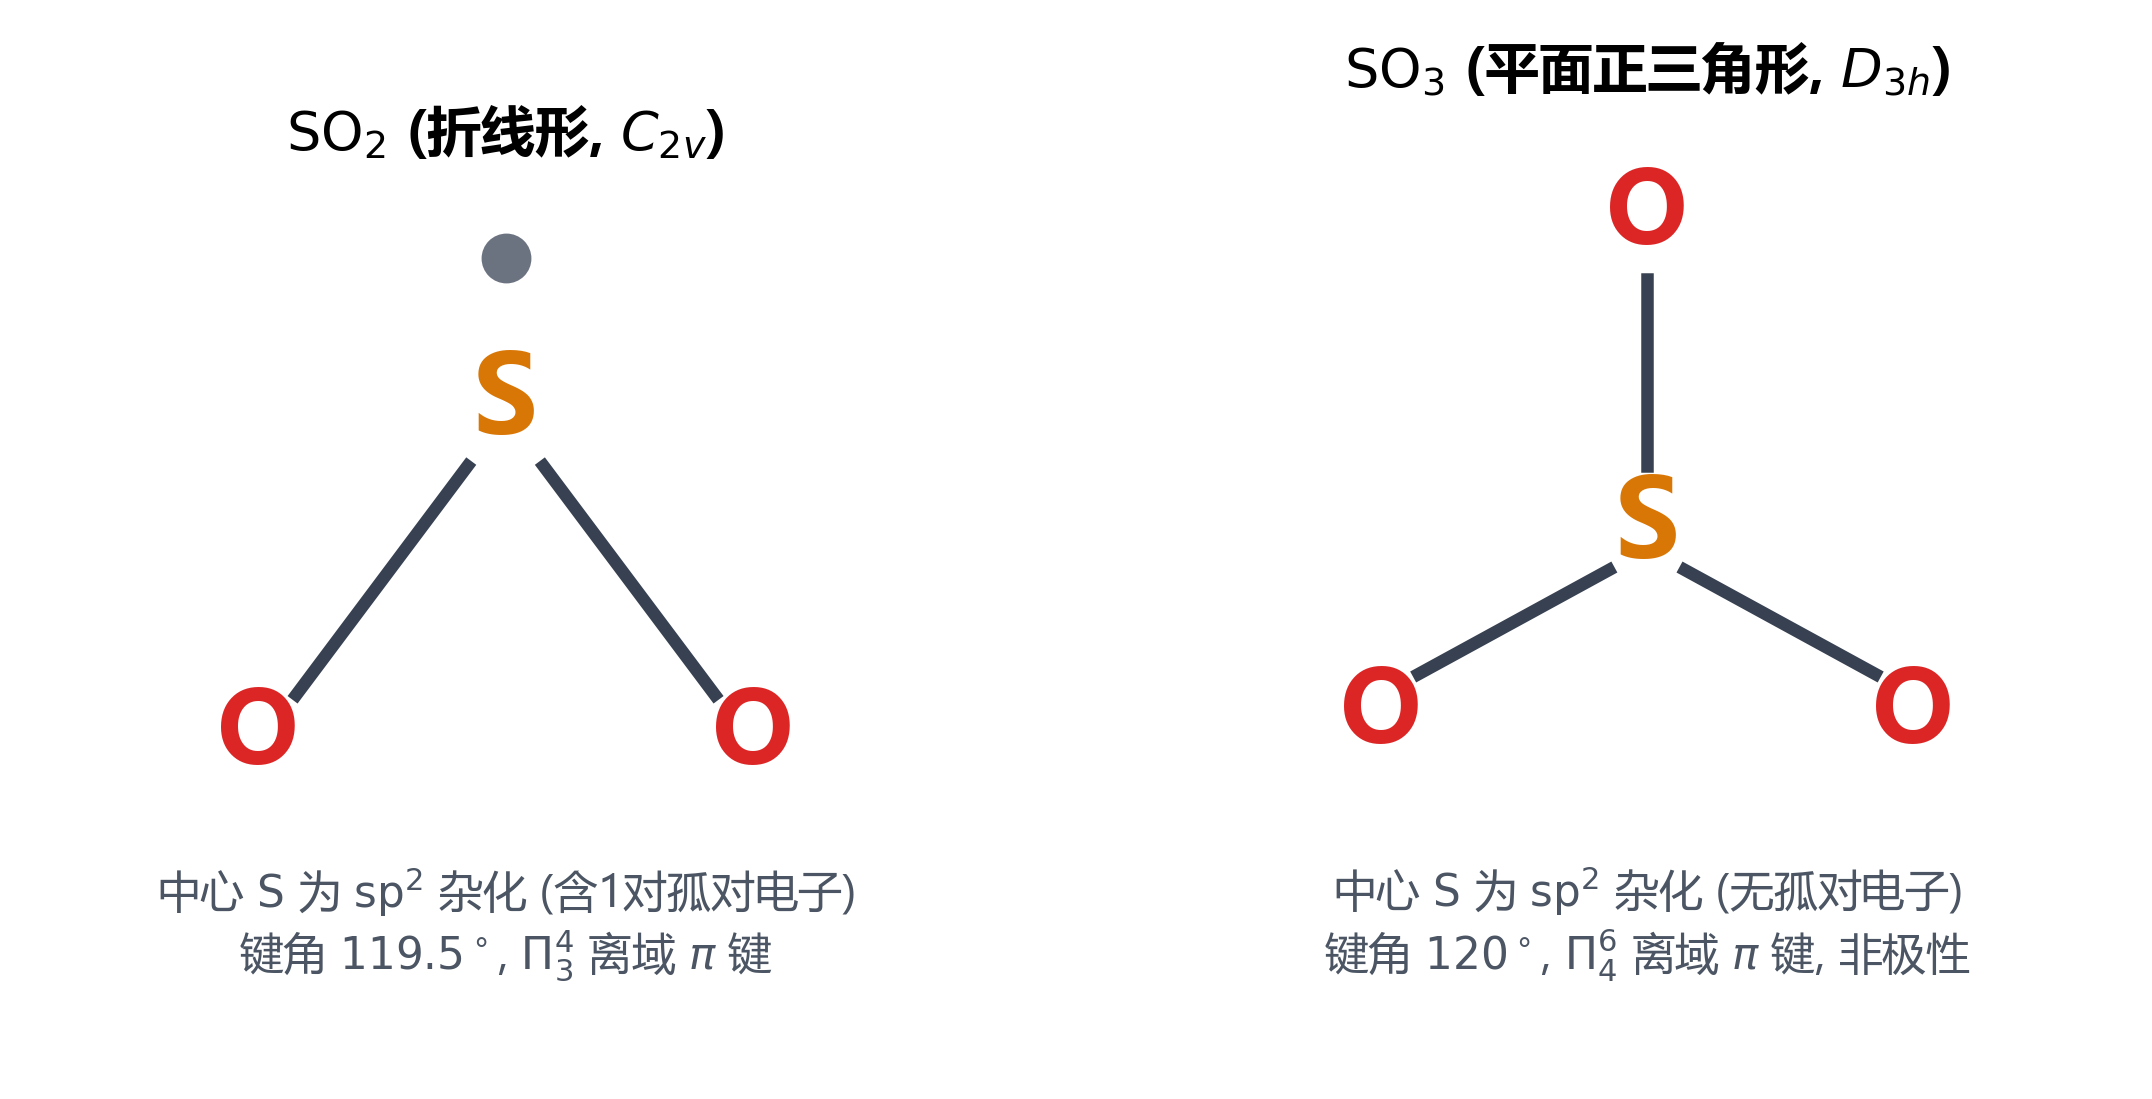 SO₂ (折线形, C₂ᵥ)
S
O O
中心 S 为 sp² 杂化 (含1对孤对电子)
键角 119.5°, Π₃⁴ 离域 π 键
SO₃ (平面正三角形, D₃ₕ)
O
S
O O
中心 S 为 sp² 杂化 (无孤对电子)
键角 120°, Π₄⁶ 离域 π 键, 非极性